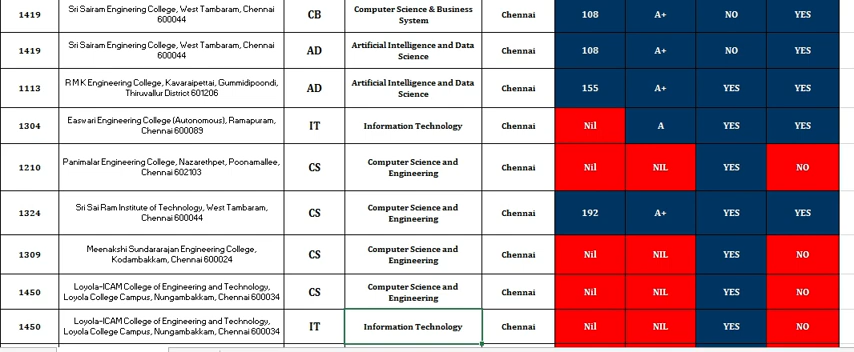 1419 Sri Sairam Enginering College, West Tambaram, Chennai 600044 CB Computer Science & Business System Chennai 108 A+ NO YES
1419 Sri Sairam Enginering College, West Tambaram, Chennai 600044 AD Artificial Intelligence and Data Science Chennai 108 A+ NO YES
1113 R M K Engineering College, Kavaraipettai, Gummidipoondi, Thiruvallur District 601206 AD Artificial Intelligence and Data Science Chennai 155 A+ YES YES
1304 Easwari Engineering College (Autonomous), Ramapuram, Chennai 600089 IT Information Technology Chennai Nil A YES YES
1210 Panimalar Engineering College, Nazarethpet, Poonamallee, Chennai 602103 CS Computer Science and Engineering Chennai Nil NIL YES NO
1324 Sri Sai Ram Institute of Technology, West Tambaram, Chennai 600044 CS Computer Science and Engineering Chennai 192 A+ YES YES
1309 Meenakshi Sundararajan Engineering College, Kodambakkam, Chennai 600024 CS Computer Science and Engineering Chennai Nil NIL YES NO
1450 Loyola-ICAM College of Engineering and Technology, Loyola College Campus, Nungambakkam, Chennai 600034 CS Computer Science and Engineering Chennai Nil NIL YES NO
1450 Loyola-ICAM College of Engineering and Technology, Loyola College Campus, Nungambakkam, Chennai 600034 IT Information Technology Chennai Nil NIL YES NO